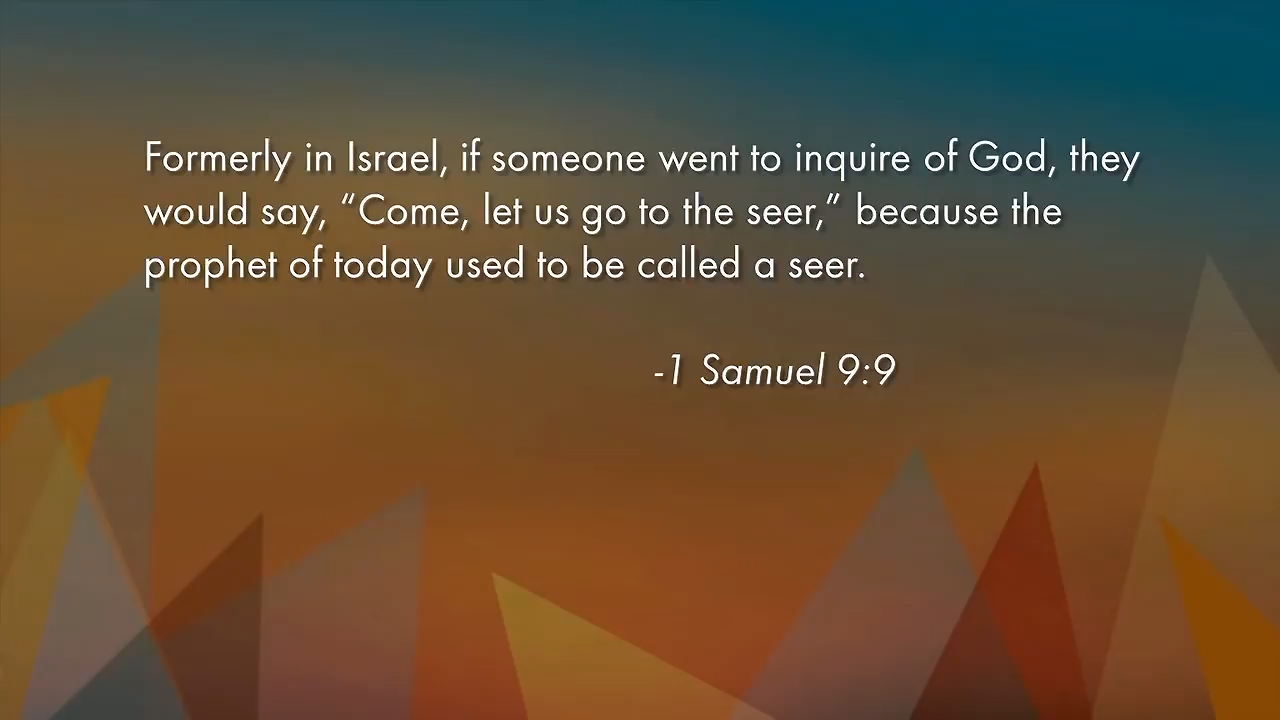 Formerly in Israel, if someone went to inquire of God, they
would say, “Come, let us go to the seer,” because the
prophet of today used to be called a seer.
-1 Samuel 9:9